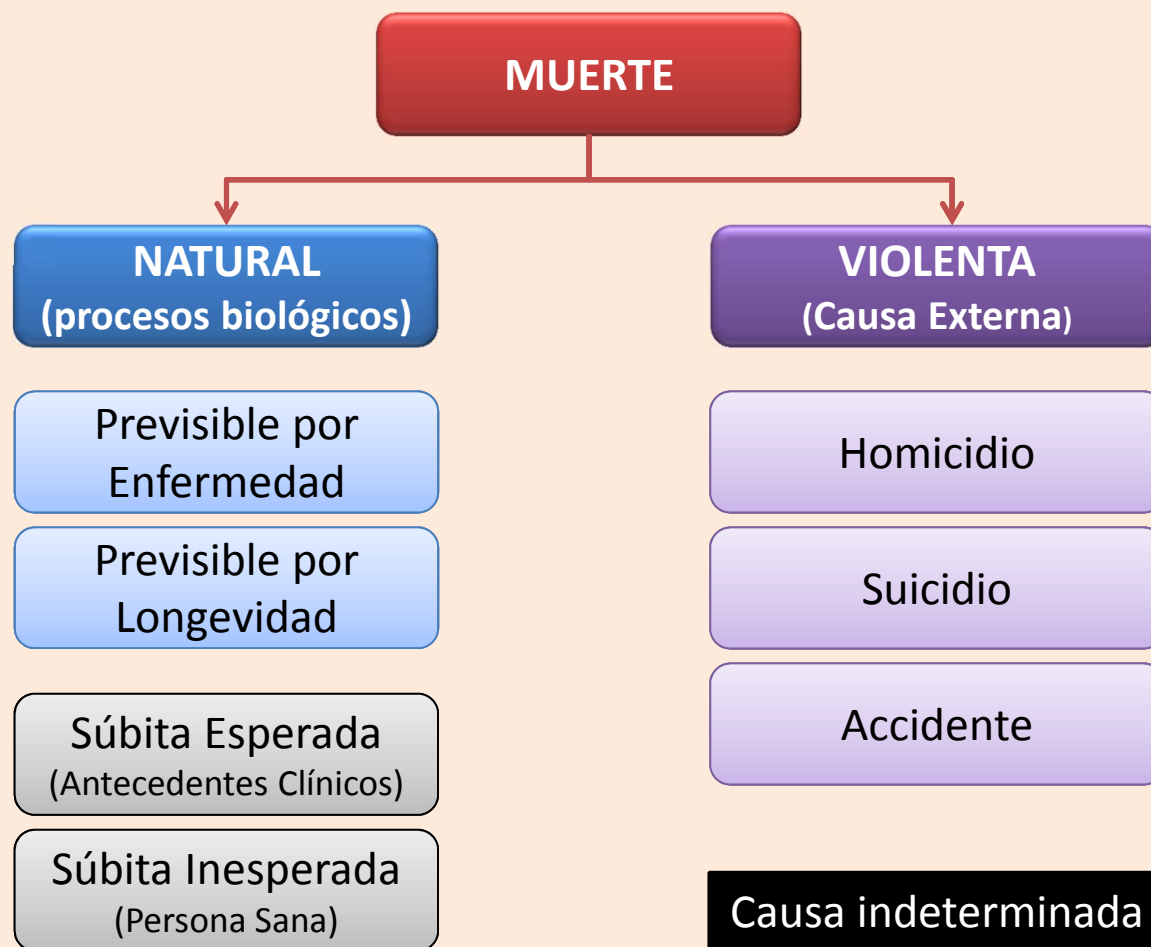 MUERTE
NATURAL
(procesos biológicos)
Previsible por
Enfermedad
Previsible por
Longevidad
Súbita Esperada
(Antecedentes Clínicos)
Súbita Inesperada
(Persona Sana)
VIOLENTA
(Causa Externa)
Homicidio
Suicidio
Accidente
Causa indeterminada